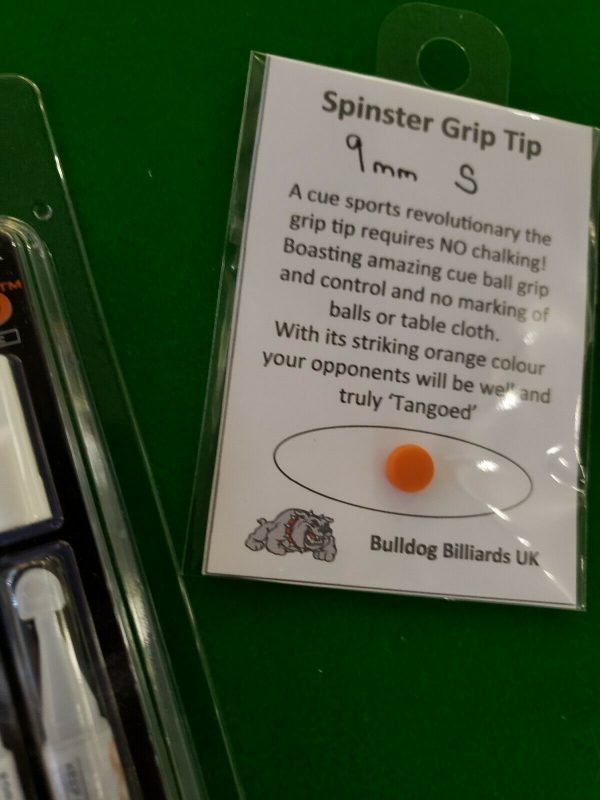 Spinster Grip Tip
9mm S
A cue sports revolutionary the
grip tip requires NO chalking!
Boasting amazing cue ball grip
and control and no marking of
balls or table cloth.
With its striking orange colour
your opponents will be well and
truly ‘Tangoed’
Bulldog Billiards UK
TM